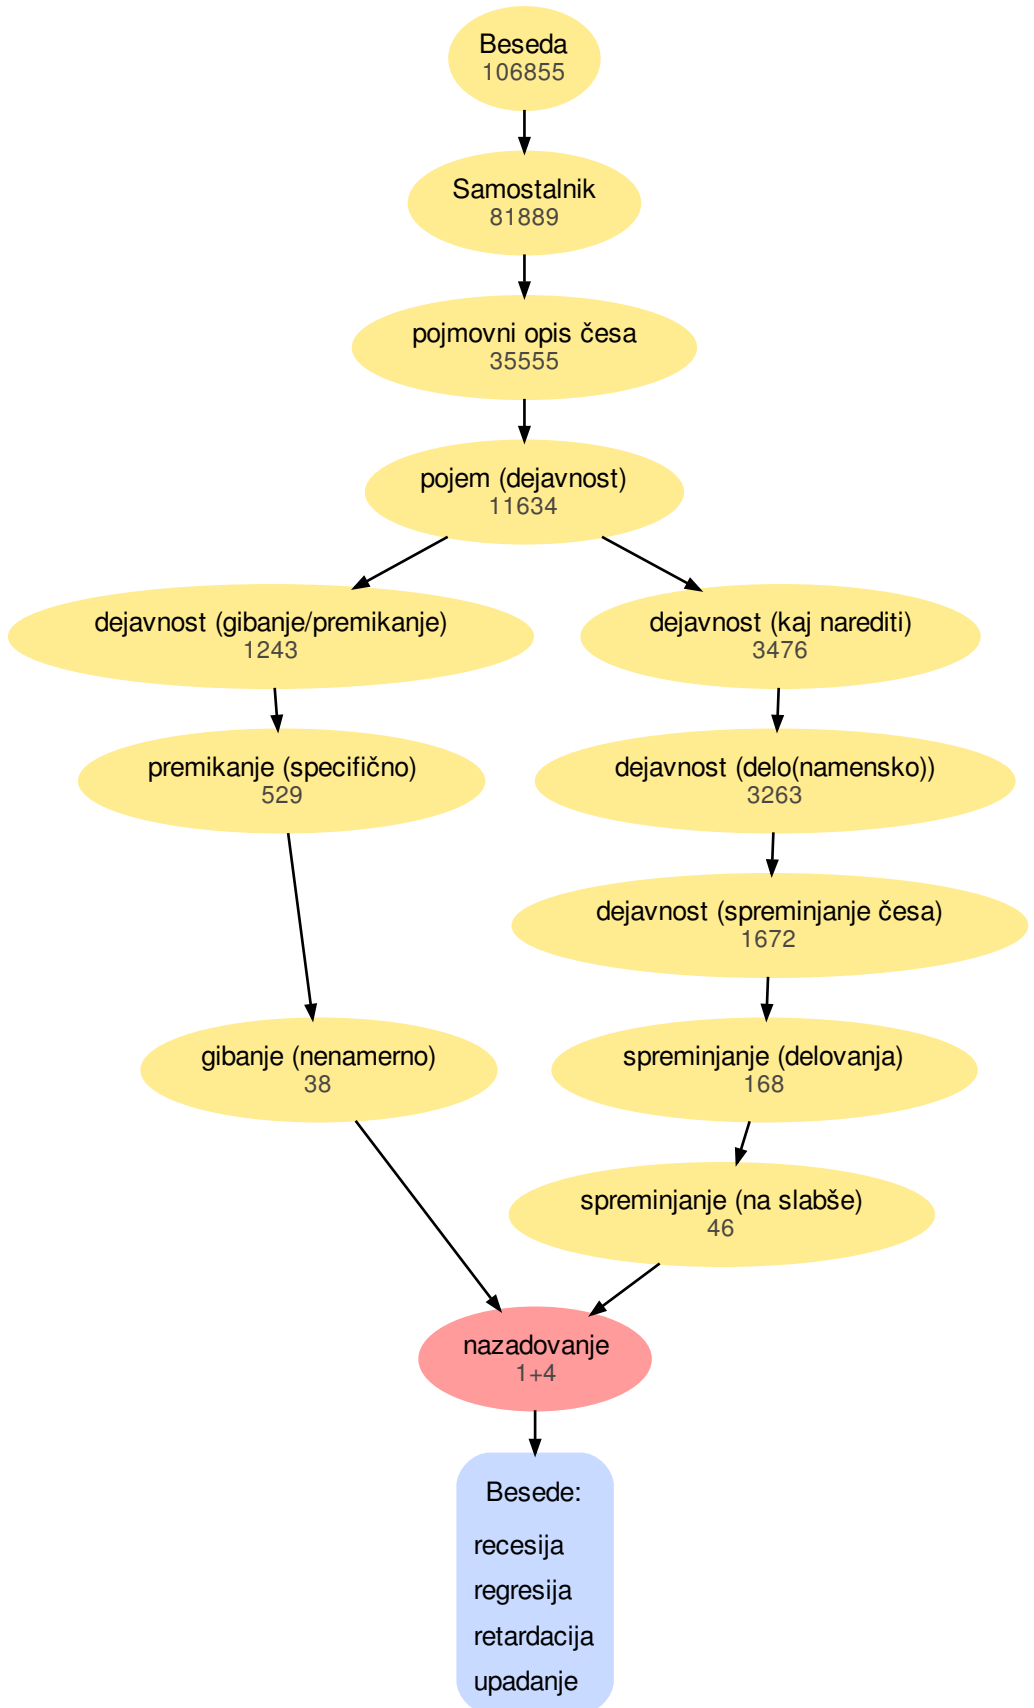 Beseda
106855
Samostalnik
81889
pojmovni opis česa
35555
pojem (dejavnost)
11634
dejavnost (gibanje/premikanje)
1243
dejavnost (kaj narediti)
3476
premikanje (specifično)
529
dejavnost (delo(namensko))
3263
dejavnost (spreminjanje česa)
1672
gibanje (nenamerno)
38
spreminjanje (delovanja)
168
spreminjanje (na slabše)
46
nazadovanje
1+4
Besede:
recesija
regresija
retardacija
upadanje